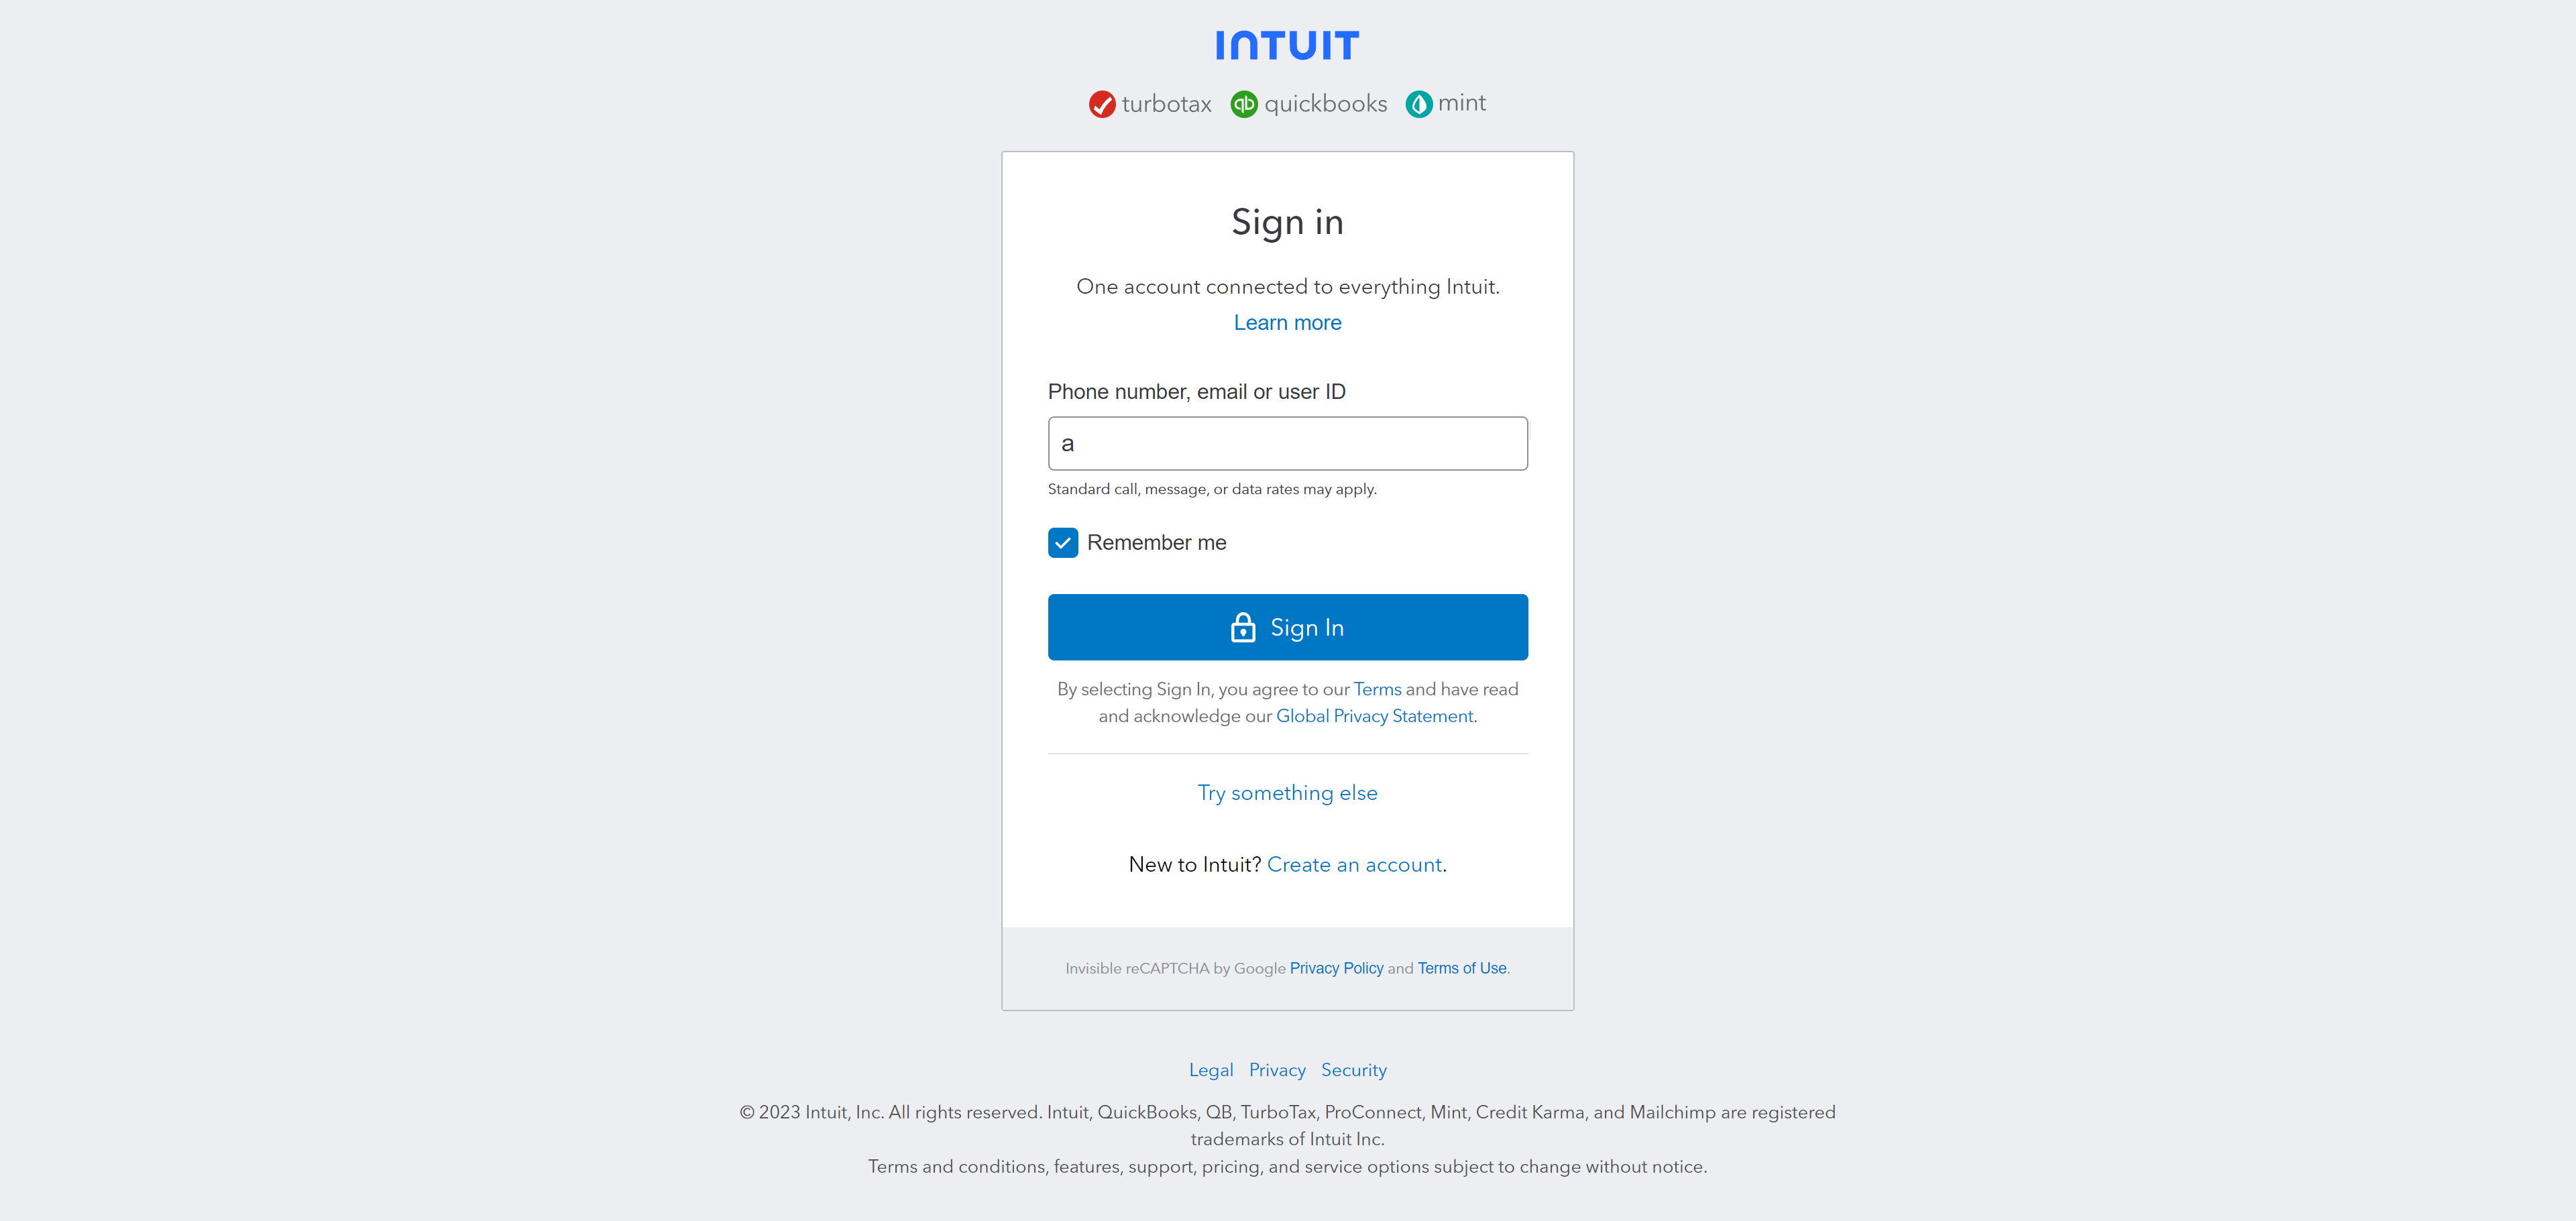 INTUIT
turbotax qb quickbooks mint
Sign in
One account connected to everything Intuit.
Learn more
Phone number, email or user ID
a
Standard call, message, or data rates may apply.
Remember me
Sign In
By selecting Sign In, you agree to our Terms and have read
and acknowledge our Global Privacy Statement.
Try something else
New to Intuit? Create an account.
Invisible reCAPTCHA by Google Privacy Policy and Terms of Use.
Legal Privacy Security
© 2023 Intuit, Inc. All rights reserved. Intuit, QuickBooks, QB, TurboTax, ProConnect, Mint, Credit Karma, and Mailchimp are registered
trademarks of Intuit Inc.
Terms and conditions, features, support, pricing, and service options subject to change without notice.